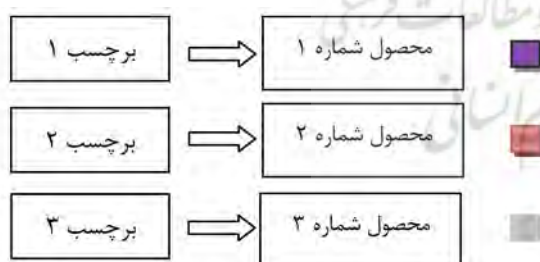 محصول شماره ۱
برچسب ۱
محصول شماره ۲
برچسب ۲
محصول شماره ۳
برچسب ۳